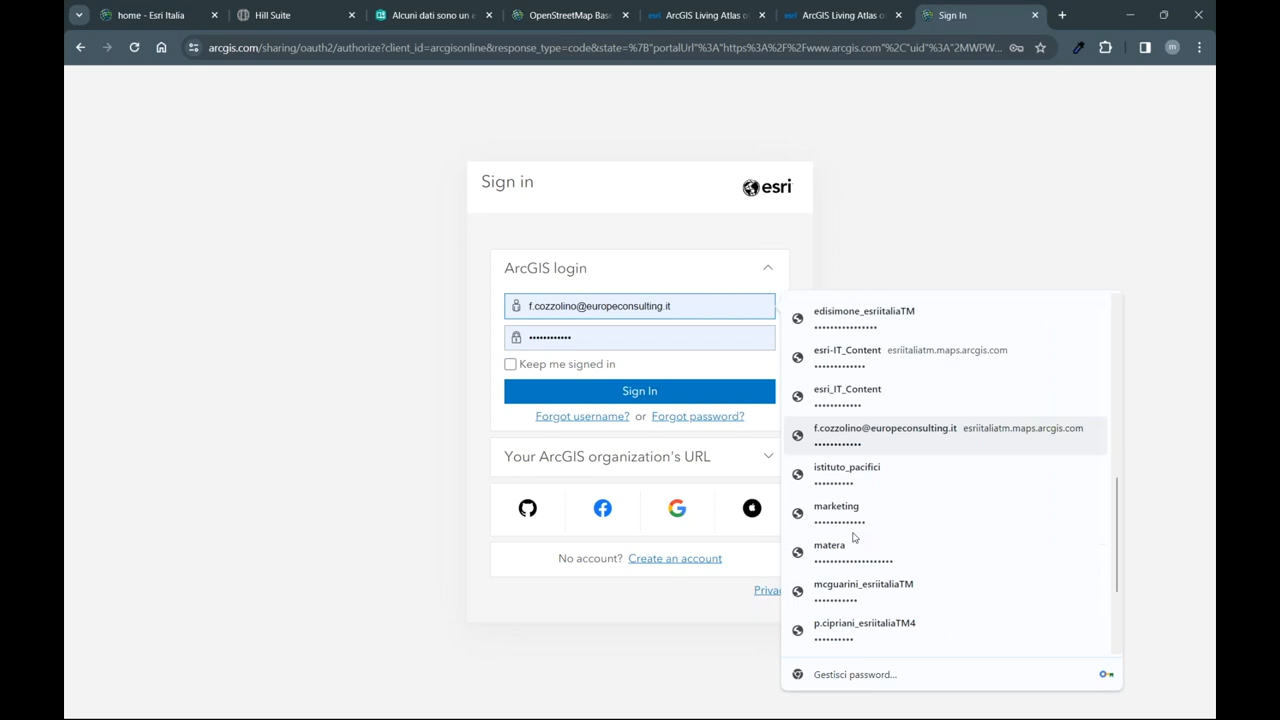 home - Esri Italia
Hill Suite
Alcuni dati sono un e
OpenStreetMap Base
esri ArcGIS Living Atlas o
esri ArcGIS Living Atlas o
Sign In
arcgis.com/sharing/oauth2/authorize?client_id=arcgisonline&response_type=code&state=%7B"portalUrl"%3A"https%3A%2F%2Fwww.arcgis.com"%2C"uid"%3A"2MWPW...
m
Sign in
esri
ArcGIS login
f.cozzolino@europeconsulting.it
••••••••••••
Keep me signed in
Sign In
Forgot username? or Forgot password?
Your ArcGIS organization's URL
No account? Create an account
Priva
edisimone_esriitaliaTM
••••••••••••••••
esri-IT_Content esriitaliatm.maps.arcgis.com
•••••••••••••
esri_IT_Content
••••••••••••
f.cozzolino@europeconsulting.it esriitaliatm.maps.arcgis.com
••••••••••••
istituto_pacifici
••••••••••
marketing
•••••••••••••
matera
••••••••••••••••••••
mcguarini_esriitaliaTM
•••••••••••
p.cipriani_esriitaliaTM4
••••••••••
Gestisci password...